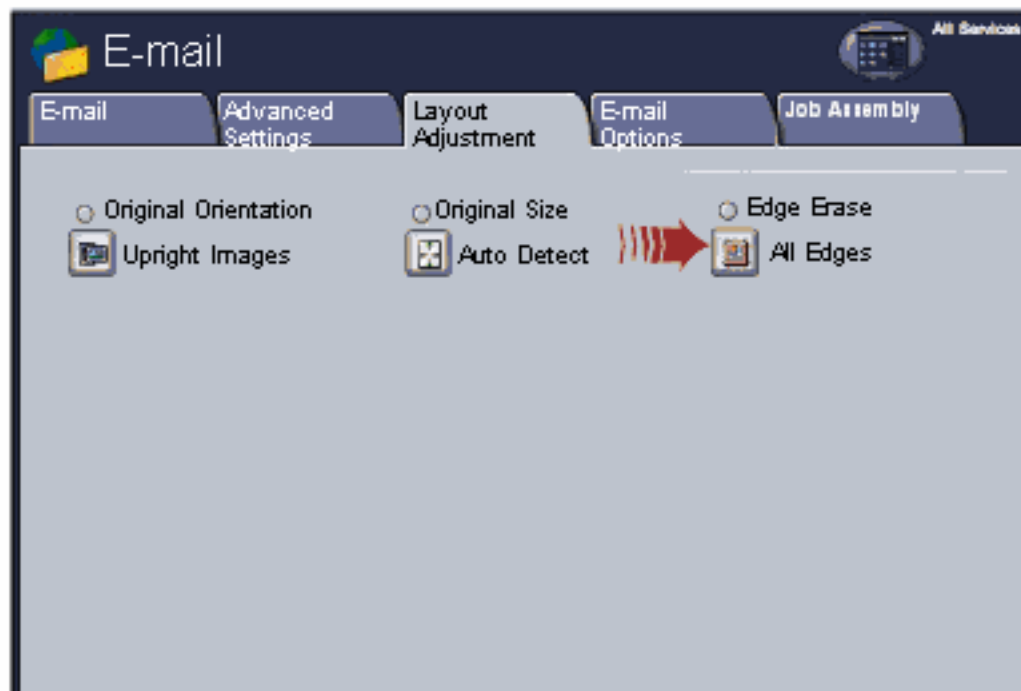 E-mail
All Services
E-mail
Advanced Settings
Layout Adjustment
E-mail Options
Job Assembly
Original Orientation
Original Size
Edge Erase
Upright Images
Auto Detect
All Edges